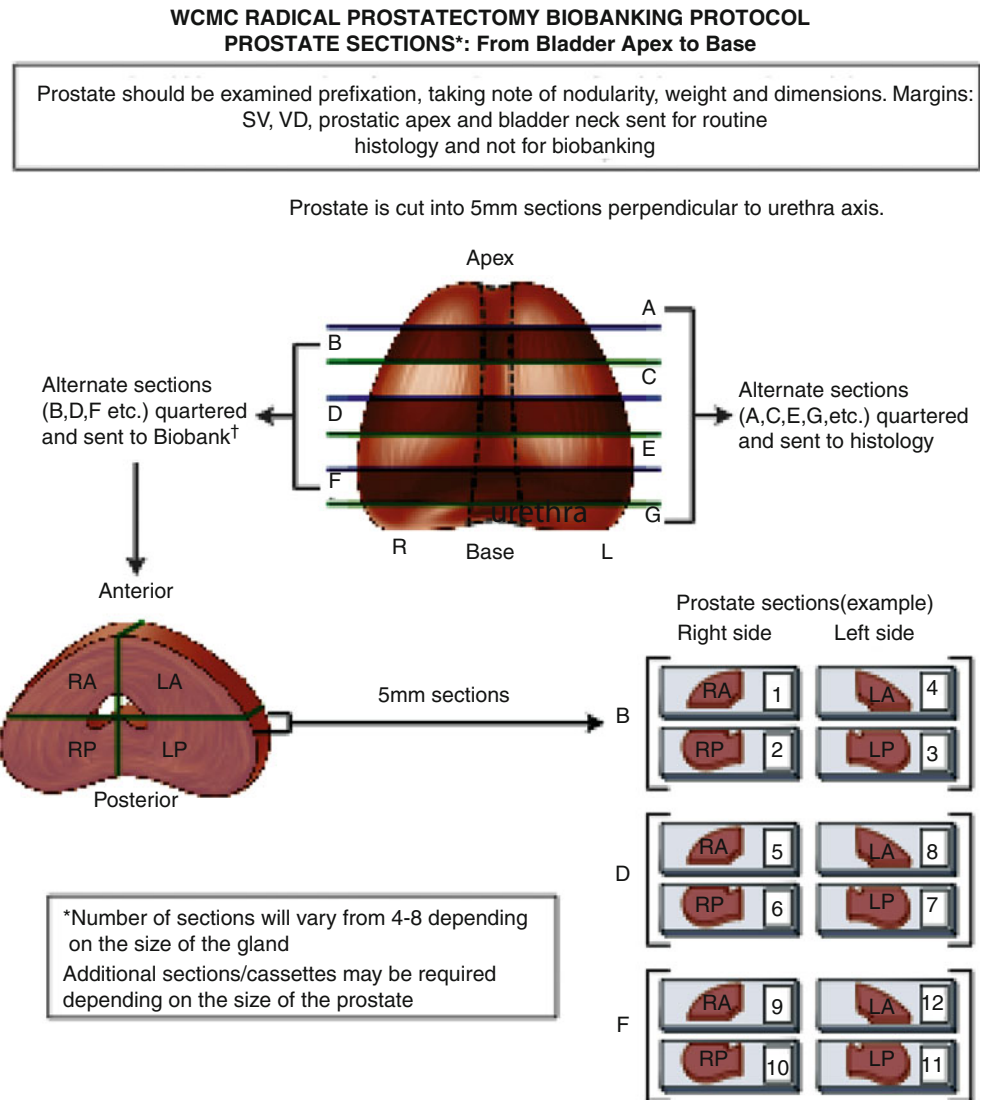 WCMC RADICAL PROSTATECTOMY BIOBANKING PROTOCOL
PROSTATE SECTIONS*: From Bladder Apex to Base
Prostate should be examined prefixation, taking note of nodularity, weight and dimensions. Margins:
SV, VD, prostatic apex and bladder neck sent for routine
histology and not for biobanking
Prostate is cut into 5mm sections perpendicular to urethra axis.
Apex
A
B
C
D
E
F
G
urethra
R
Base
L
Alternate sections
(B,D,F etc.) quartered
and sent to Biobank†
Alternate sections
(A,C,E,G,etc.) quartered
and sent to histology
Anterior
RA
LA
RP
LP
Posterior
5mm sections
Prostate sections(example)
Right side
Left side
B
RA 1
LA 4
RP 2
LP 3
D
RA 5
LA 8
RP 6
LP 7
F
RA 9
LA 12
RP 10
LP 11
*Number of sections will vary from 4-8 depending
on the size of the gland
Additional sections/cassettes may be required
depending on the size of the prostate